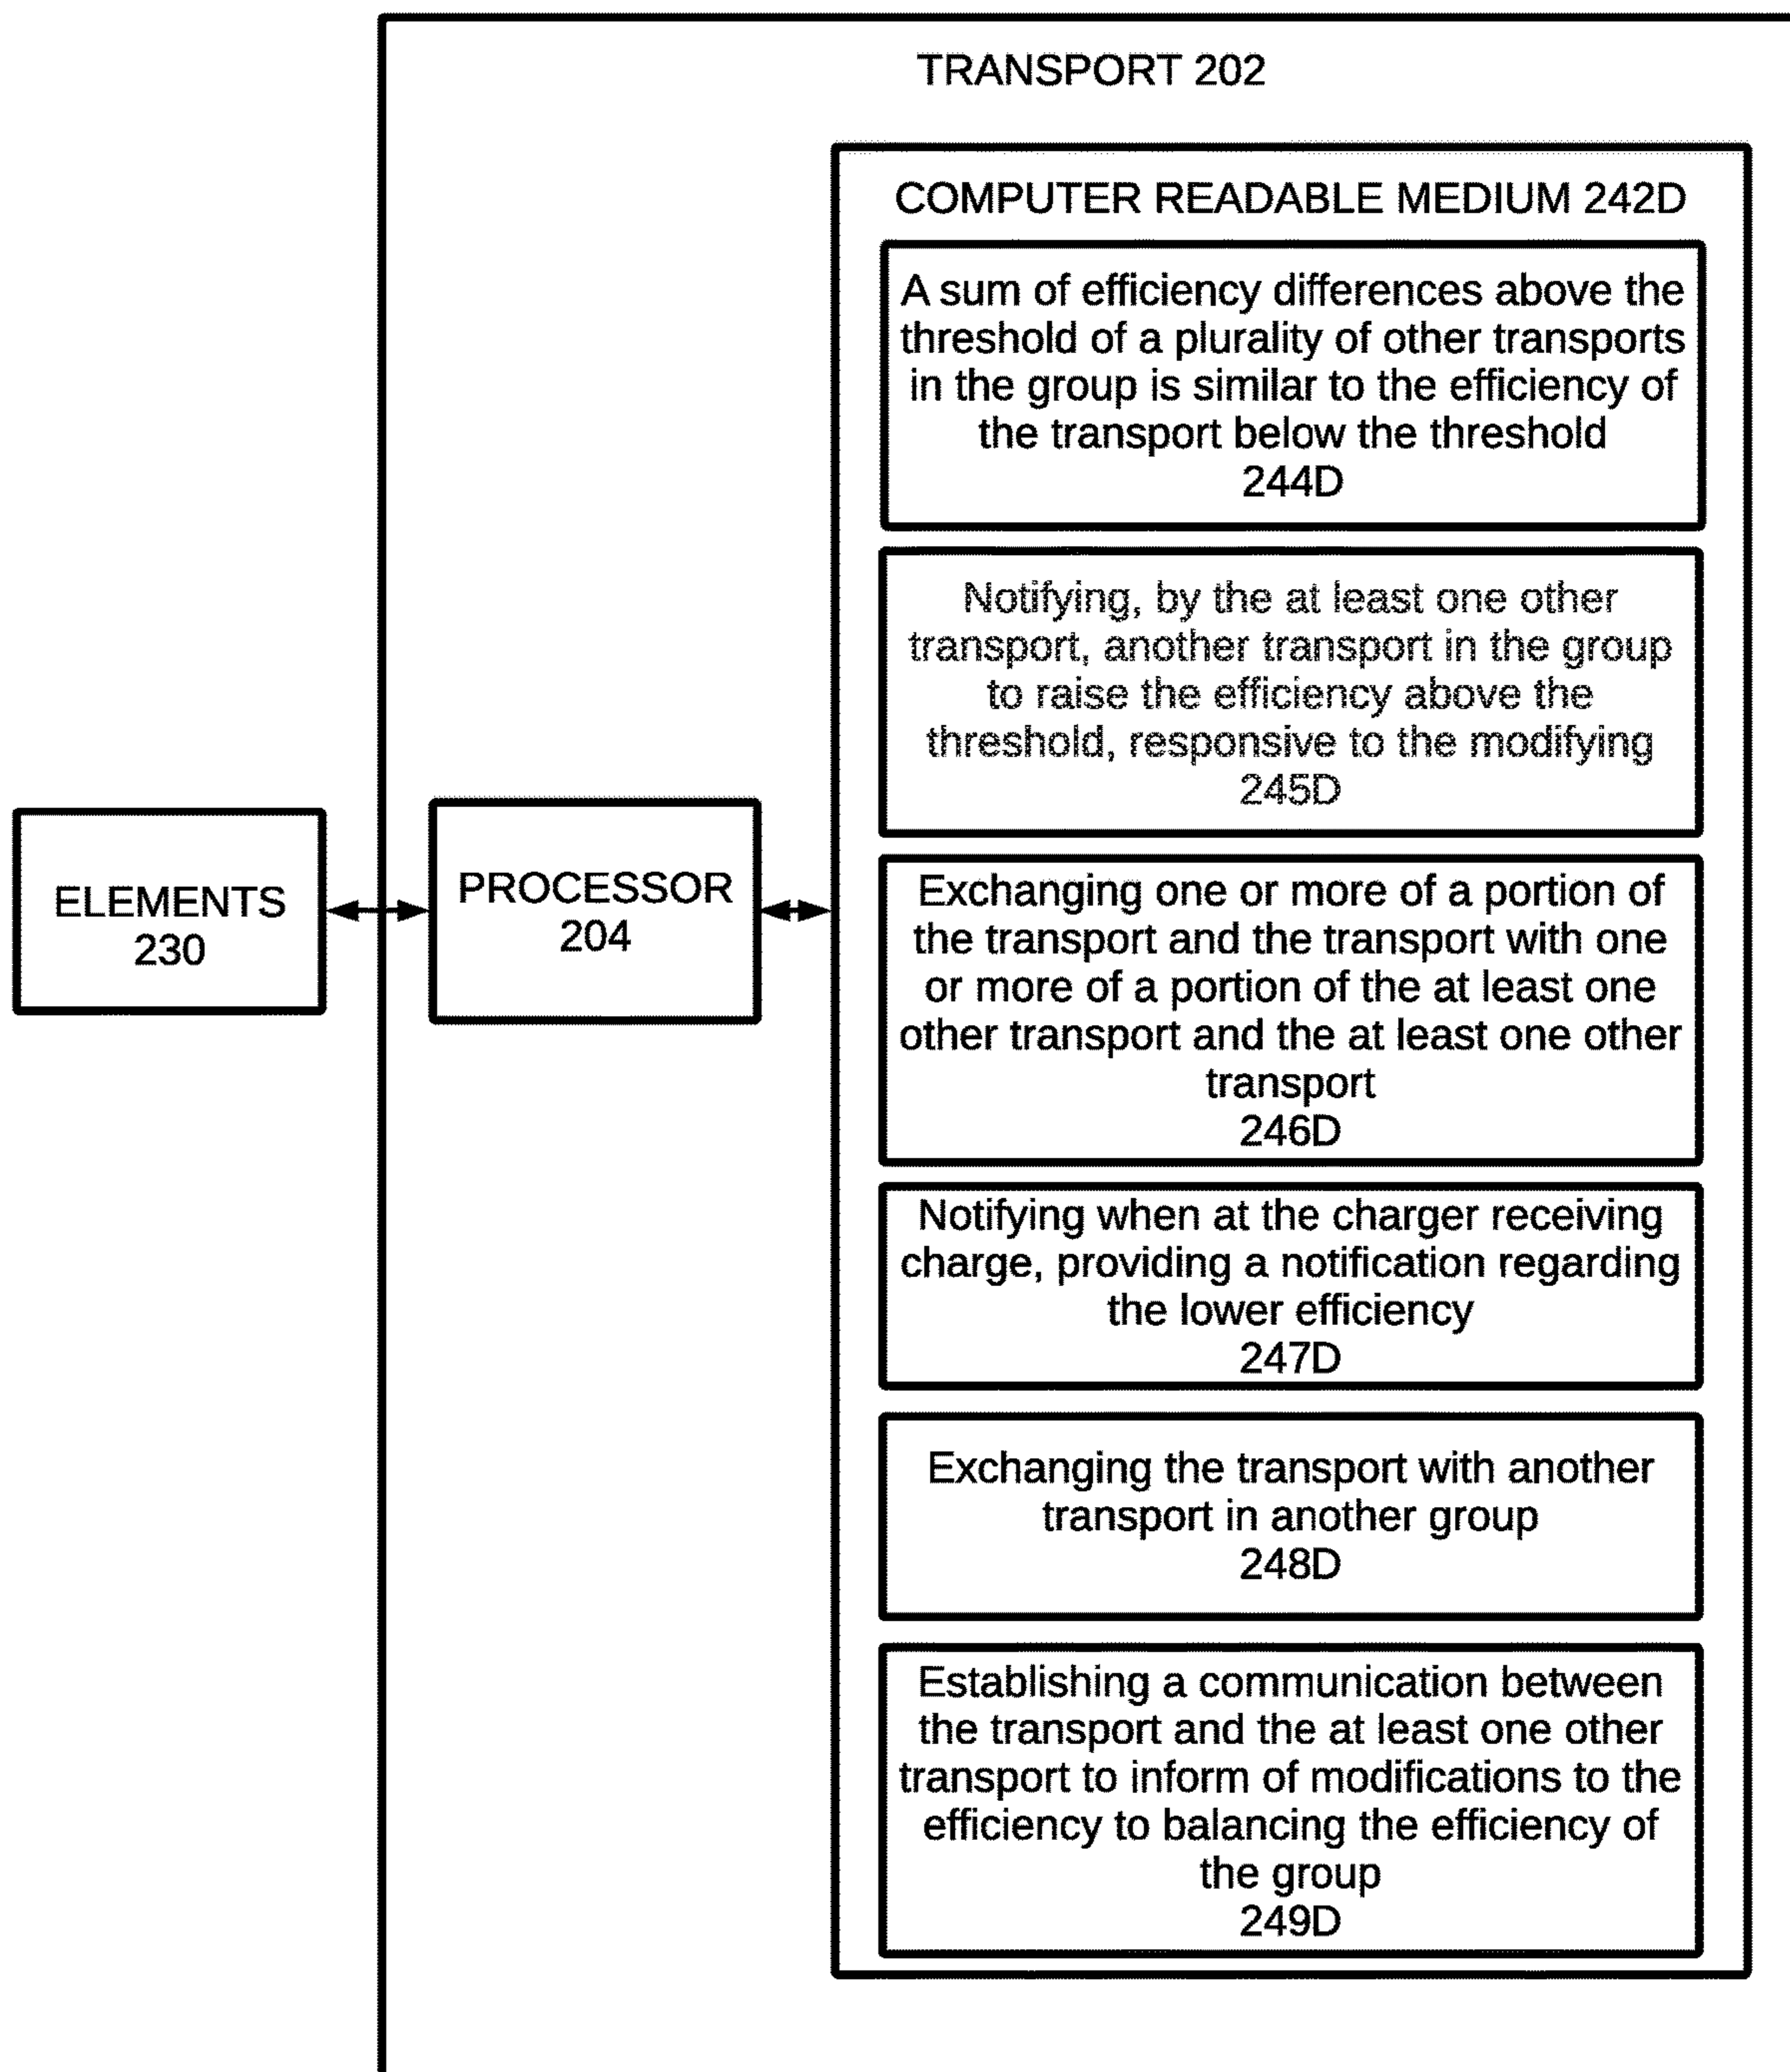 TRANSPORT 202
COMPUTER READABLE MEDIUM 242D
A sum of efficiency differences above the
threshold of a plurality of other transports
in the group is similar to the efficiency of
the transport below the threshold
244D
Notifying, by the at least one other
transport, another transport in the group
to raise the efficiency above the
threshold, responsive to the modifying
245D
ELEMENTS
230
PROCESSOR
204
Exchanging one or more of a portion of
the transport and the transport with one
or more of a portion of the at least one
other transport and the at least one other
transport
246D
Notifying when at the charger receiving
charge, providing a notification regarding
the lower efficiency
247D
Exchanging the transport with another
transport in another group
248D
Establishing a communication between
the transport and the at least one other
transport to inform of modifications to the
efficiency to balancing the efficiency of
the group
249D